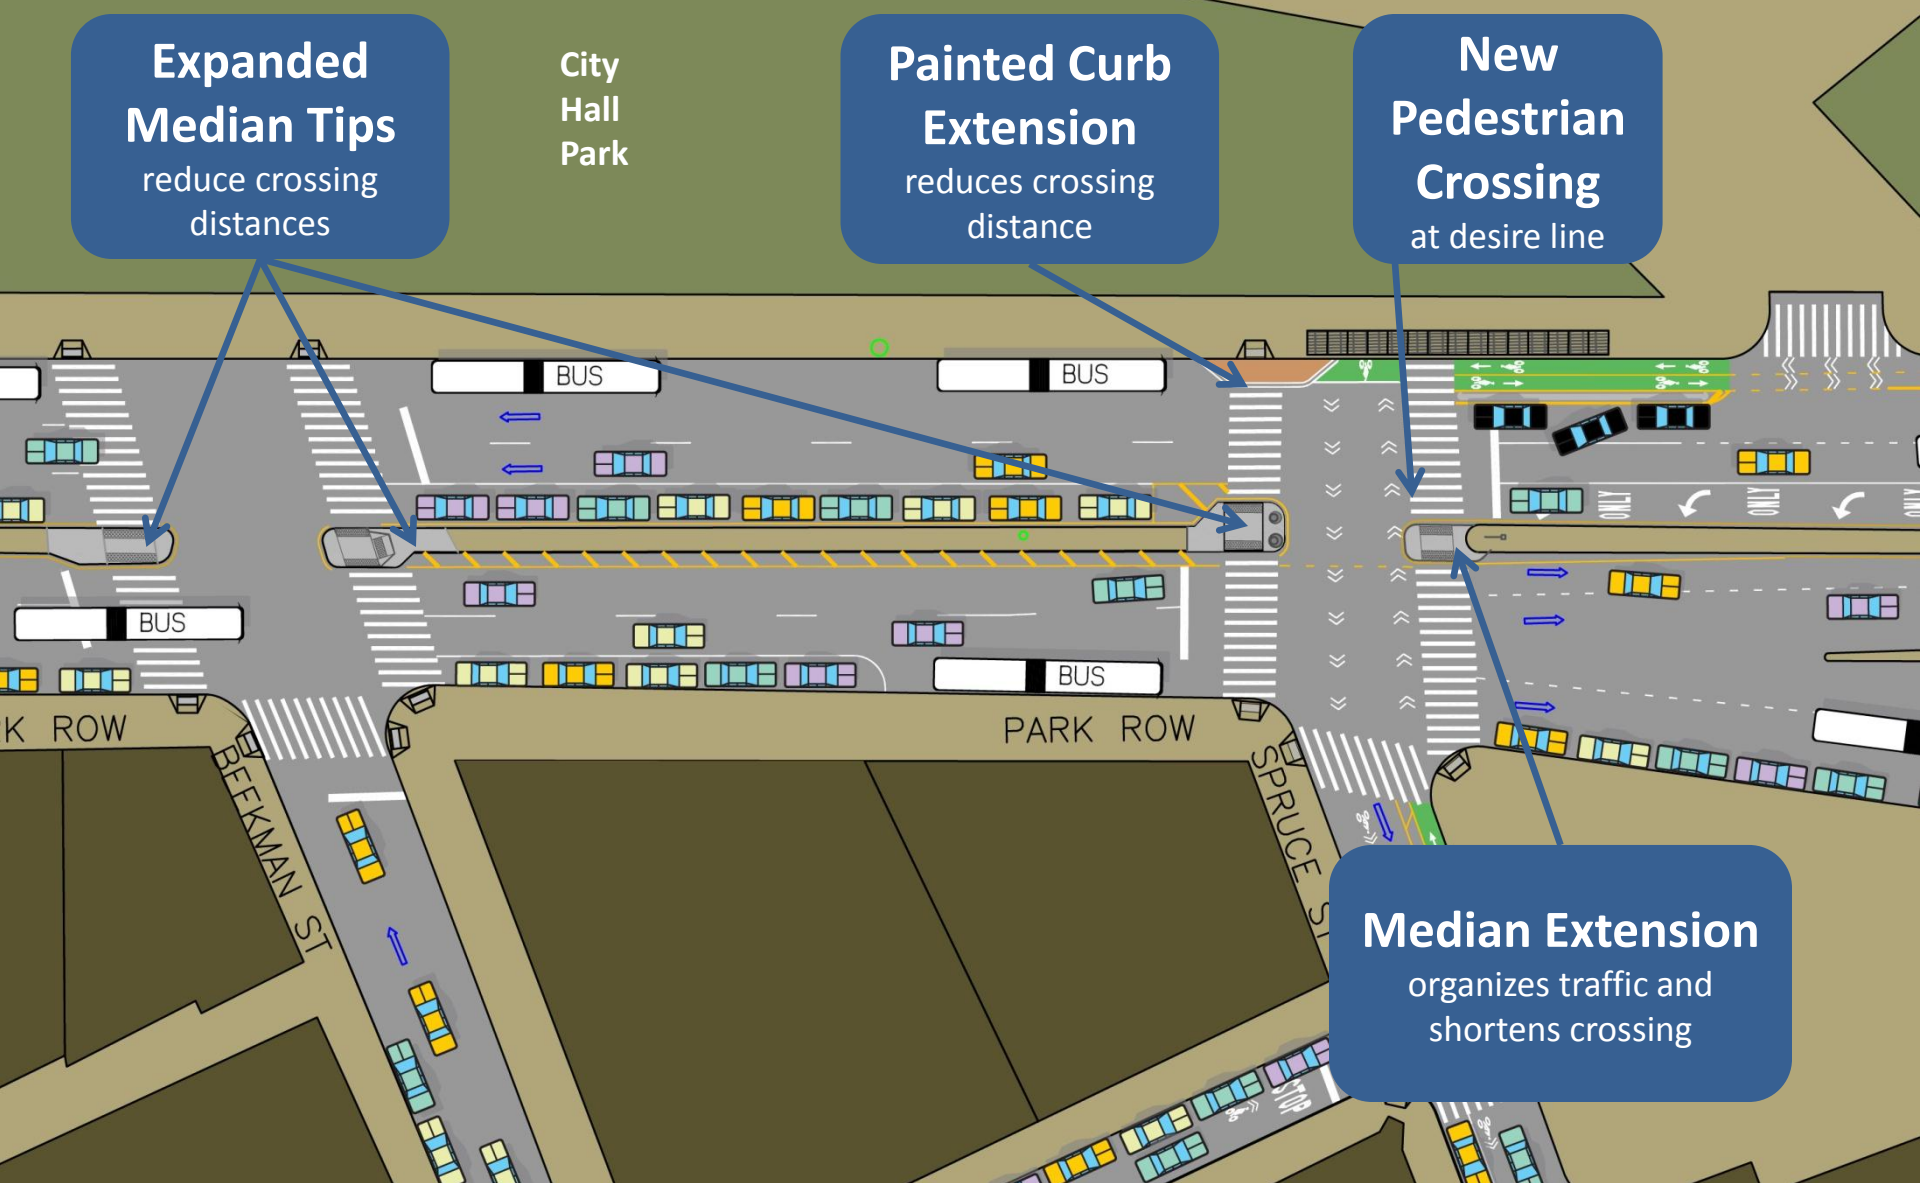 Expanded
Median Tips
reduce crossing
distances
City
Hall
Park
Painted Curb
Extension
reduces crossing
distance
New
Pedestrian
Crossing
at desire line
BUS
BUS
ONLY
ONLY
ONLY
BUS
BUS
K ROW
PARK ROW
BEEKMAN ST
SPRUCE ST
Median Extension
organizes traffic and
shortens crossing
STOP